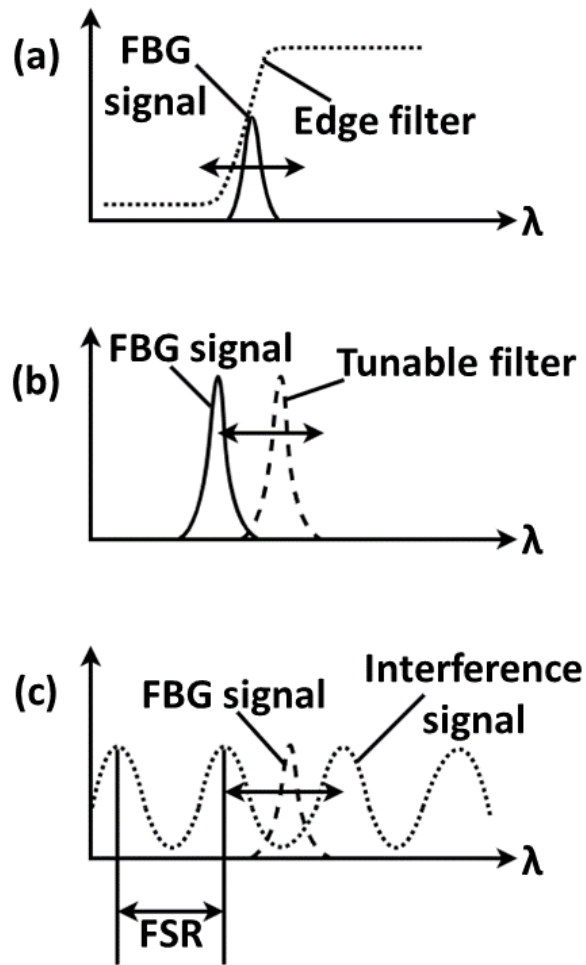 (a)
FBG
signal
Edge filter
λ
(b)
FBG signal
Tunable filter
λ
(c)
FBG signal
Interference
signal
λ
FSR